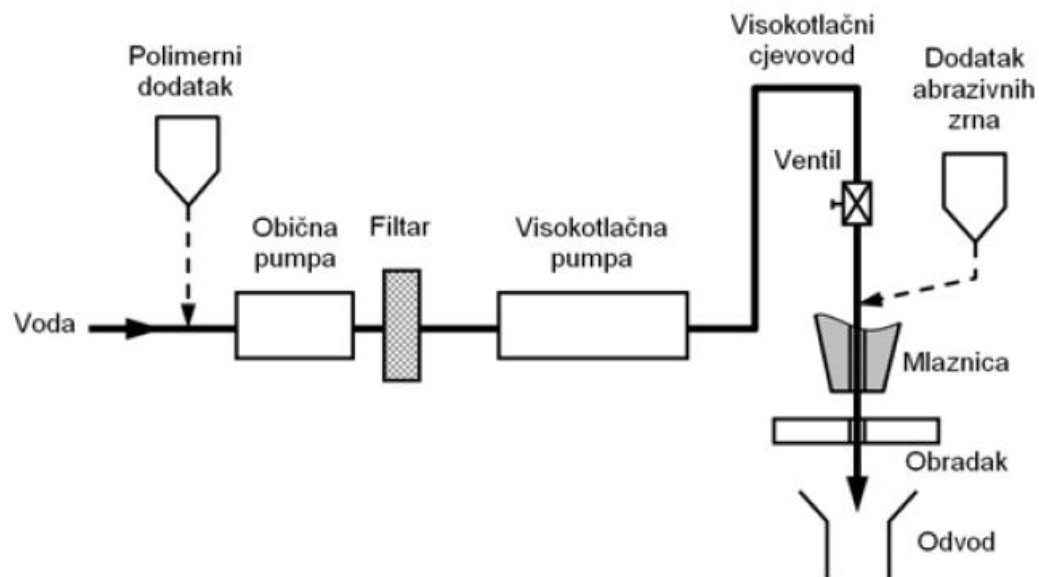 Visokotlačni
cjevovod
Polimerni
dodatak
Dodatak
abrazivnih
zrna
Ventil
Obična
pumpa
Filtar
Visokotlačna
pumpa
Voda
Mlaznica
Obradak
Odvod